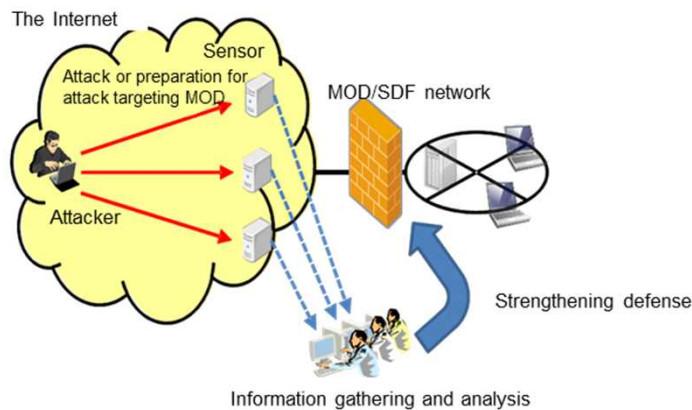 The Internet
Sensor
Attack or preparation for
attack targeting MOD
MOD/SDF network
Attacker
Strengthening defense
Information gathering and analysis